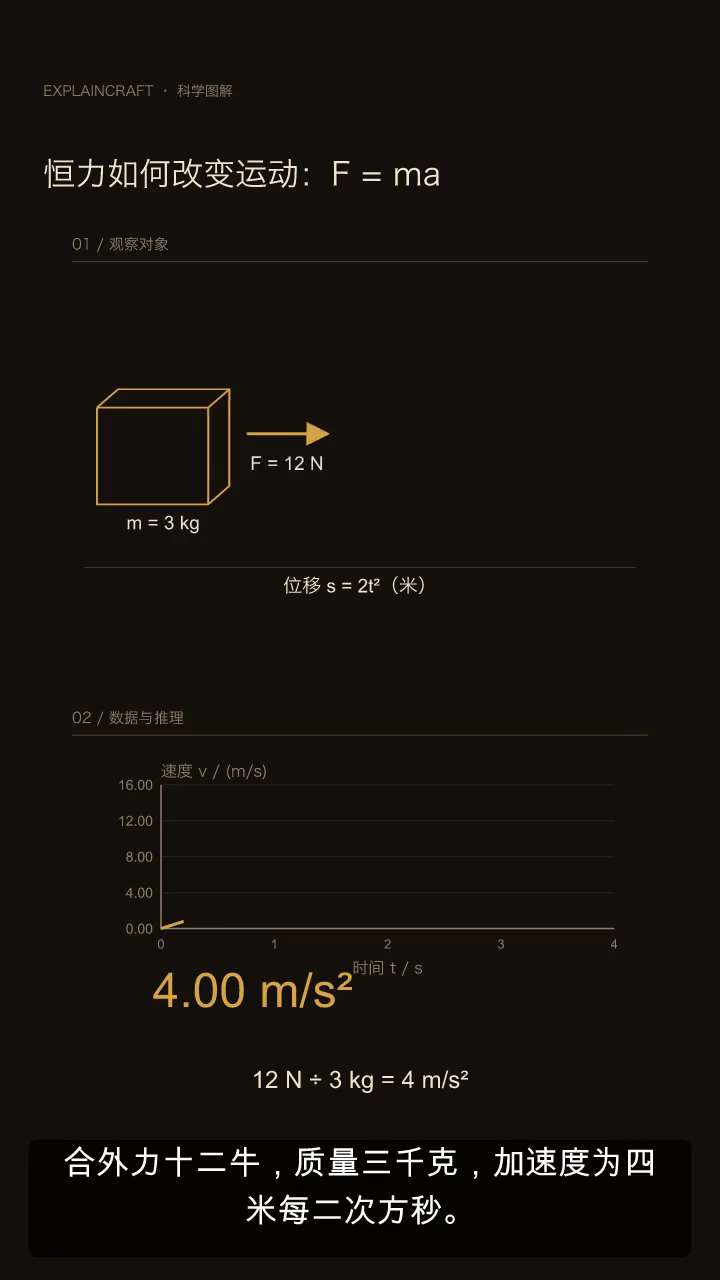 EXPLAINCRAFT · 科学图解
恒力如何改变运动：F = ma
01 / 观察对象
F = 12 N
m = 3 kg
位移 s = 2t²（米）
02 / 数据与推理
速度 v / (m/s)
16.00
12.00
8.00
4.00
0.00
0 1 2 3 4
时间 t / s
4.00 m/s²
12 N ÷ 3 kg = 4 m/s²
合外力十二牛，质量三千克，加速度为四
米每二次方秒。